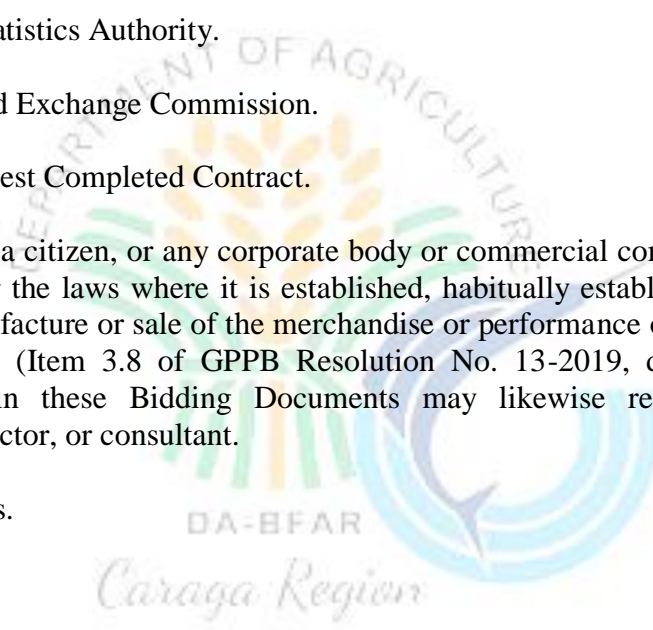 atistics Authority.
DEPARTMENT OF AGRICULTURE
d Exchange Commission.
est Completed Contract.
a citizen, or any corporate body or commercial co
the laws where it is established, habitually establ
facture or sale of the merchandise or performance
(Item 3.8 of GPPB Resolution No. 13-2019,
in these Bidding Documents may likewise re
ctor, or consultant.
s.
DA-BFAR
Caraga Region